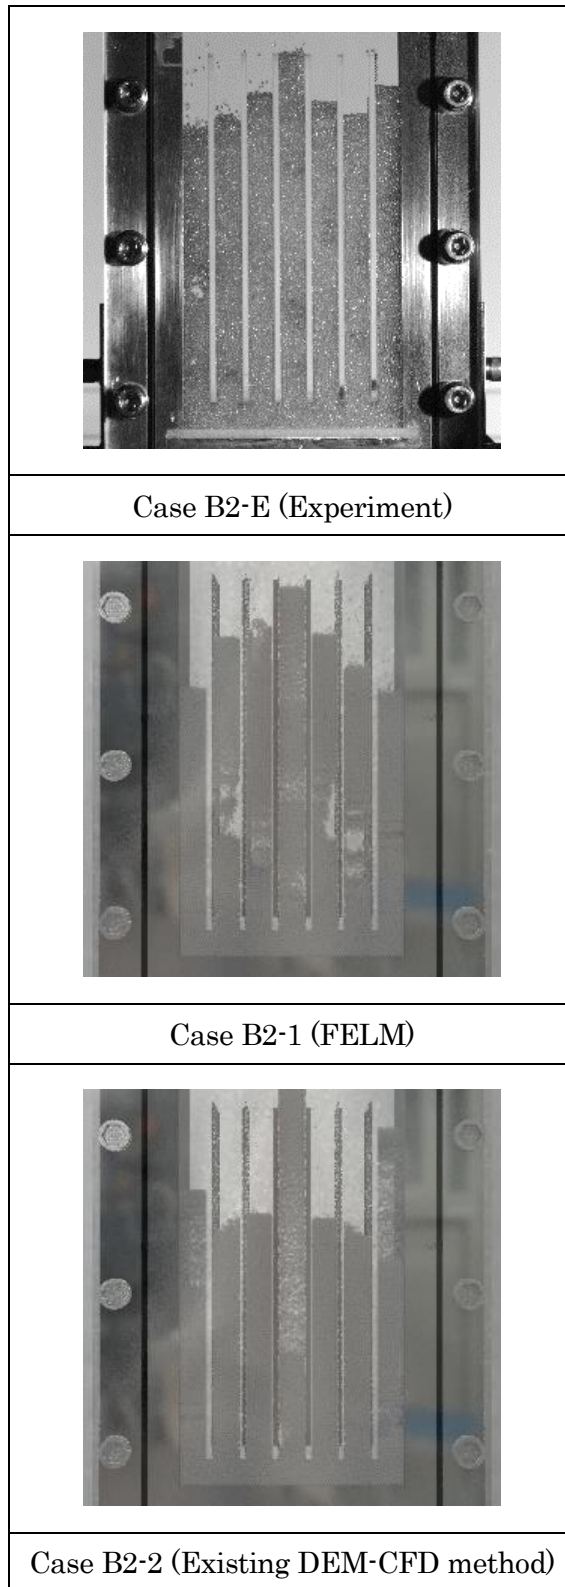 Case B2-E (Experiment)
Case B2-1 (FELM)
Case B2-2 (Existing DEM-CFD method)